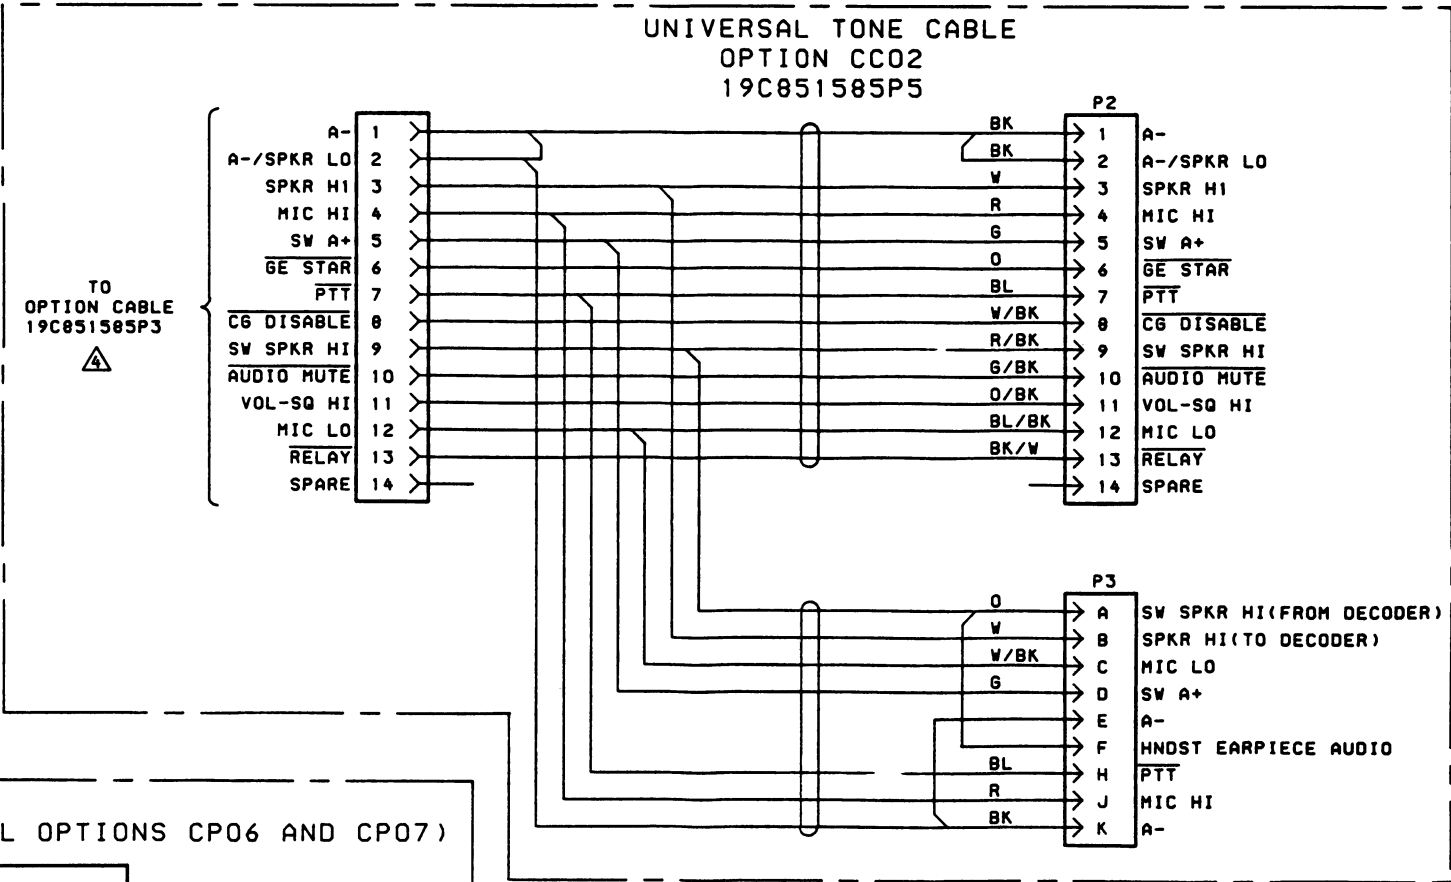 UNIVERSAL TONE CABLE
OPTION CC02
19C851585P5
TO
OPTION CABLE
19C851585P3
4
A- 1
A-/SPKR LO 2
SPKR HI 3
MIC HI 4
SW A+ 5
GE STAR 6
PTT 7
CG DISABLE 8
SW SPKR HI 9
AUDIO MUTE 10
VOL-SQ HI 11
MIC LO 12
RELAY 13
SPARE 14
P2
BK 1 A-
BK 2 A-/SPKR LO
W 3 SPKR HI
R 4 MIC HI
G 5 SW A+
O 6 GE STAR
BL 7 PTT
W/BK 8 CG DISABLE
R/BK 9 SW SPKR HI
G/BK 10 AUDIO MUTE
O/BK 11 VOL-SQ HI
BL/BK 12 MIC LO
BK/W 13 RELAY
14 SPARE
P3
O A SW SPKR HI(FROM DECODER)
W B SPKR HI(TO DECODER)
W/BK C MIC LO
G D SW A+
E A-
F HNDST EARPIECE AUDIO
BL H PTT
R J MIC HI
BK K A-
L OPTIONS CP06 AND CP07)